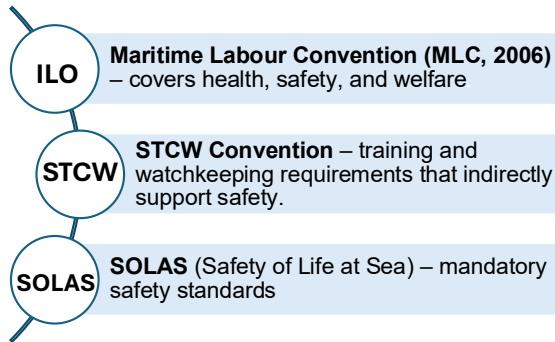 ILO
Maritime Labour Convention (MLC, 2006)
– covers health, safety, and welfare
STCW
STCW Convention – training and
watchkeeping requirements that indirectly
support safety.
SOLAS
SOLAS (Safety of Life at Sea) – mandatory
safety standards